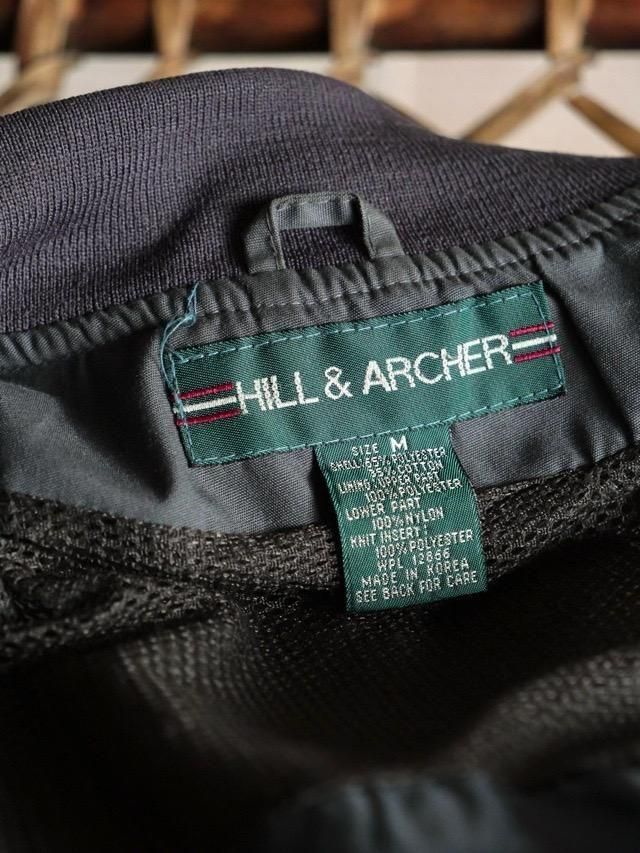 HILL & ARCHER
SIZE M
SHELL: 65% POLYESTER
35% COTTON
LINING: UPPER PART
100% POLYESTER
LOWER PART
100% NYLON
KNIT INSERT:
100% POLYESTER
WPL 12866
MADE IN KOREA
SEE BACK FOR CARE